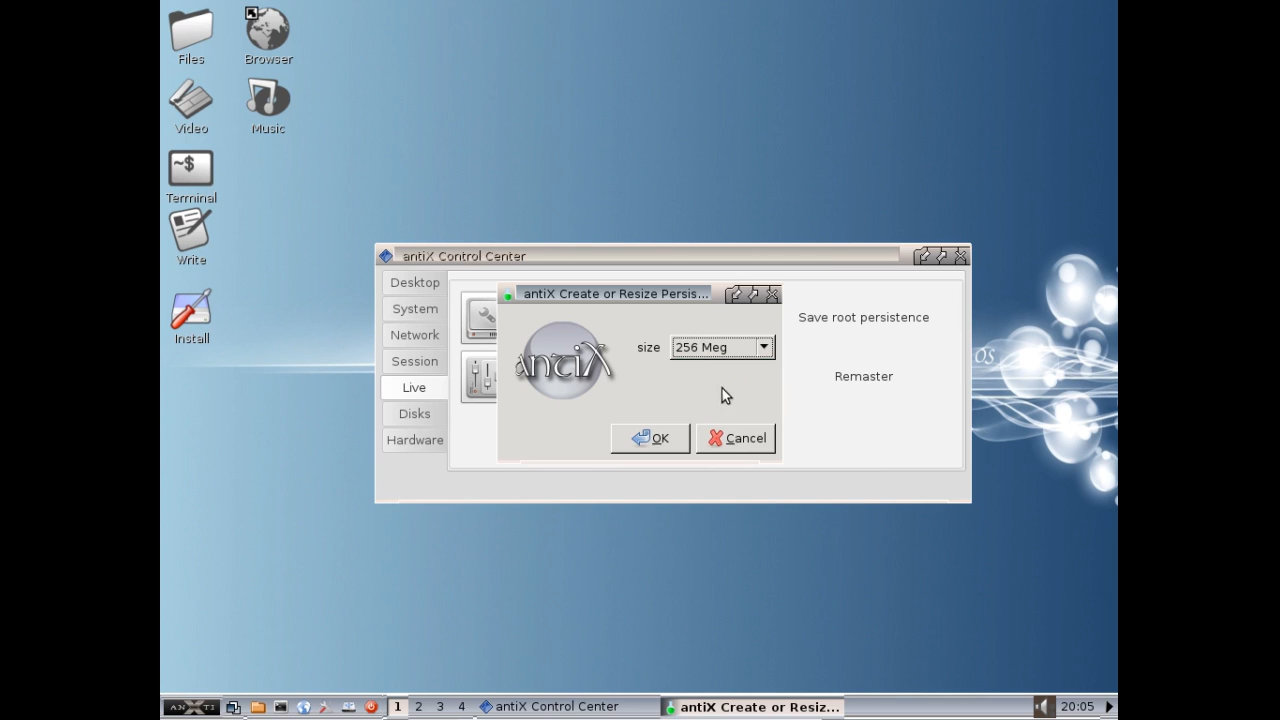 Files
Browser
Video
Music
~$
Terminal
Write
Install
antiX Control Center
Desktop
System
Network
Session
Live
Disks
Hardware
antiX Create or Resize Persis...
antiX
size
256 Meg
OK
Cancel
Save root persistence
Remaster
OS
ANXTI
1
2
3
4
antiX Control Center
antiX Create or Resiz...
20:05